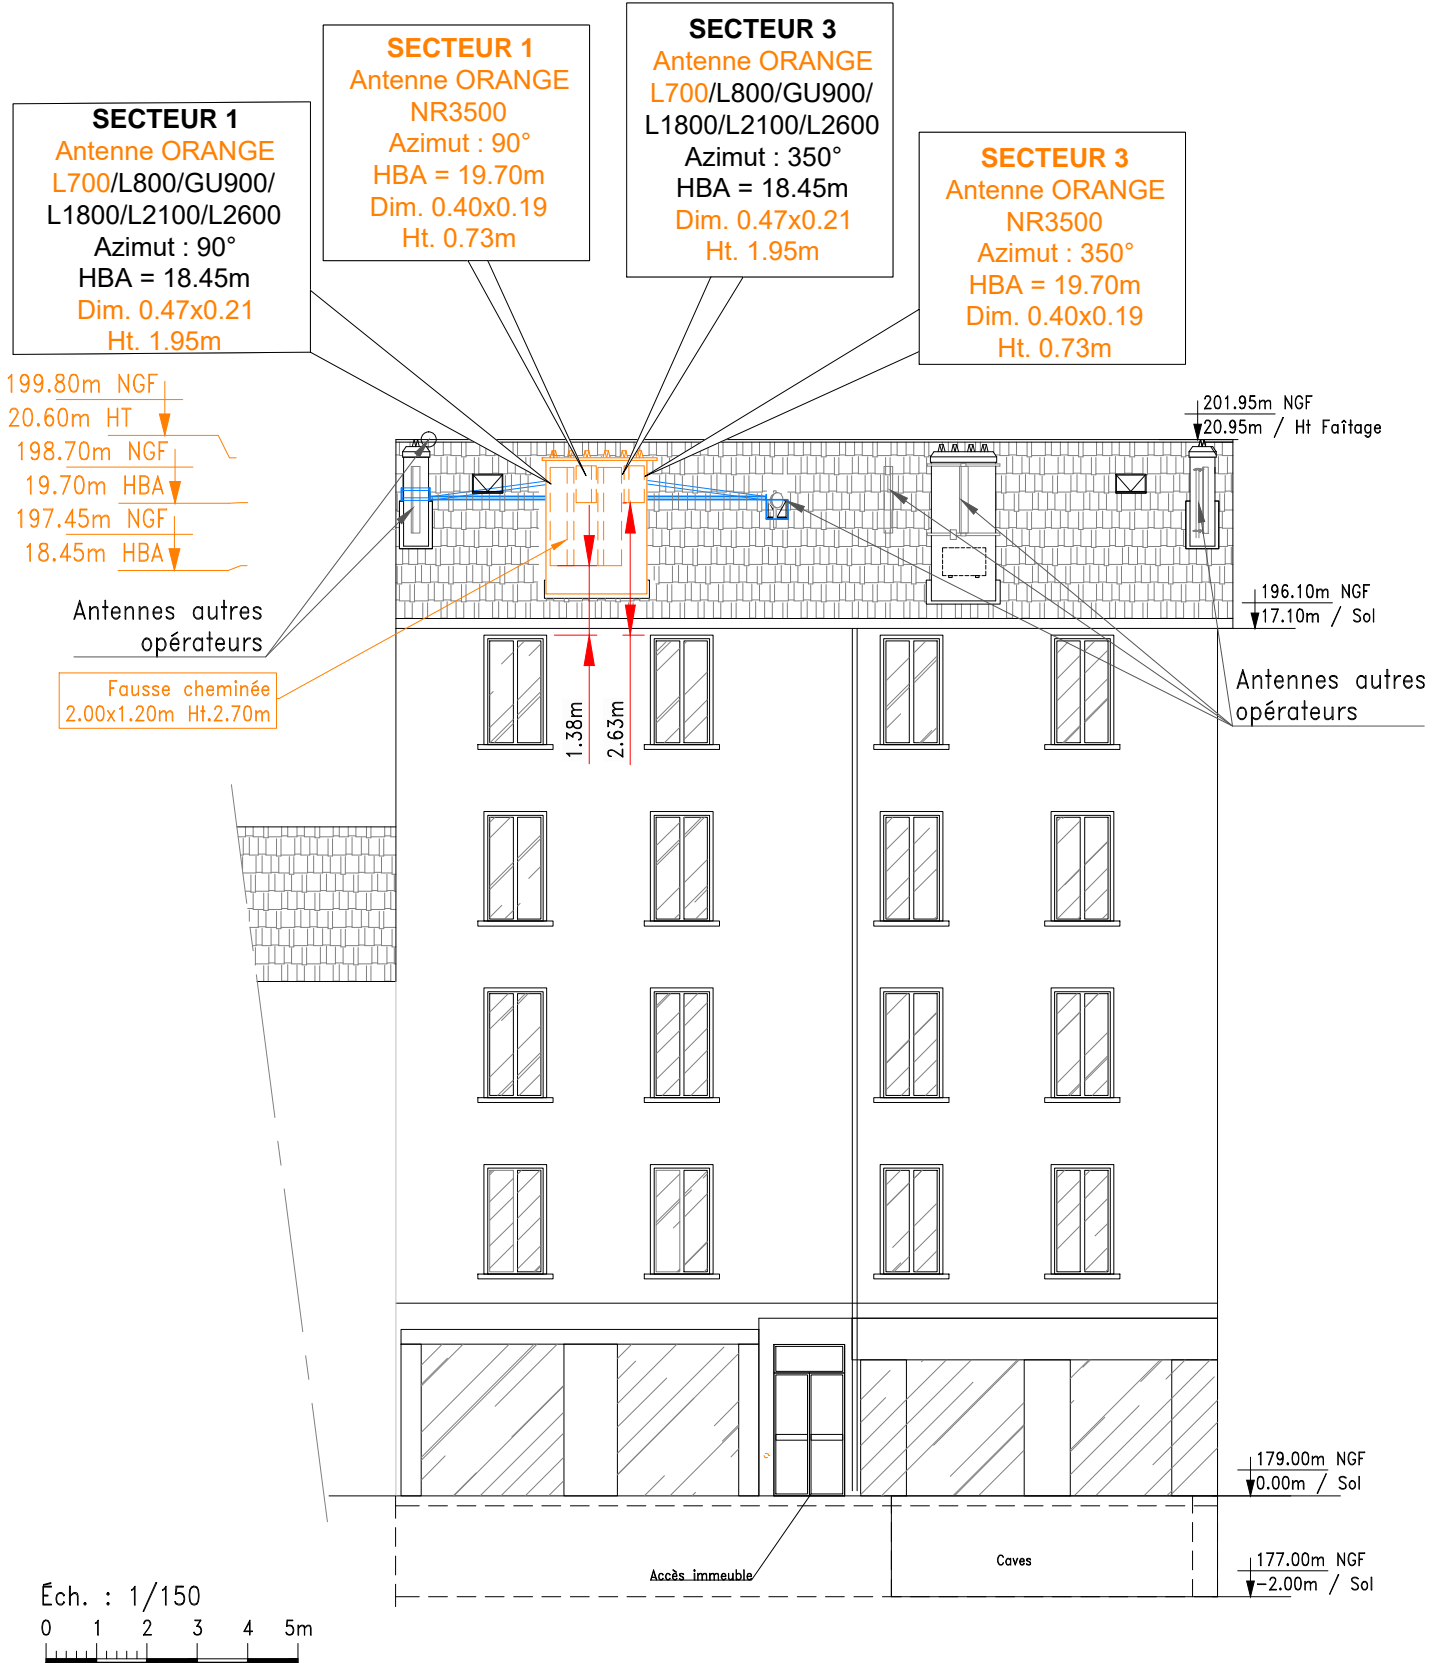 SECTEUR 1
Antenne ORANGE
L700/L800/GU900/
L1800/L2100/L2600
Azimut : 90°
HBA = 18.45m
Dim. 0.47x0.21
Ht. 1.95m
SECTEUR 1
Antenne ORANGE
NR3500
Azimut : 90°
HBA = 19.70m
Dim. 0.40x0.19
Ht. 0.73m
SECTEUR 3
Antenne ORANGE
L700/L800/GU900/
L1800/L2100/L2600
Azimut : 350°
HBA = 18.45m
Dim. 0.47x0.21
Ht. 1.95m
SECTEUR 3
Antenne ORANGE
NR3500
Azimut : 350°
HBA = 19.70m
Dim. 0.40x0.19
Ht. 0.73m
199.80m NGF
20.60m HT
198.70m NGF
19.70m HBA
197.45m NGF
18.45m HBA
201.95m NGF
20.95m / Ht Faîtage
196.10m NGF
17.10m / Sol
Antennes autres
opérateurs
Fausse cheminée
2.00x1.20m Ht.2.70m
1.38m
2.63m
Antennes autres
opérateurs
179.00m NGF
0.00m / Sol
177.00m NGF
-2.00m / Sol
Accès immeuble
Caves
Éch. : 1/150
0 1 2 3 4 5m